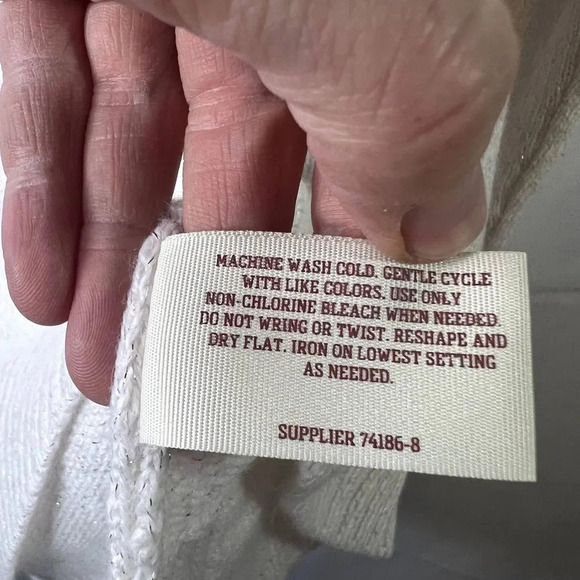 MACHINE WASH COLD. GENTLE CYCLE
WITH LIKE COLORS. USE ONLY
NON-CHLORINE BLEACH WHEN NEEDED.
DO NOT WRING OR TWIST. RESHAPE AND
DRY FLAT. IRON ON LOWEST SETTING
AS NEEDED.
SUPPLIER 74186-8